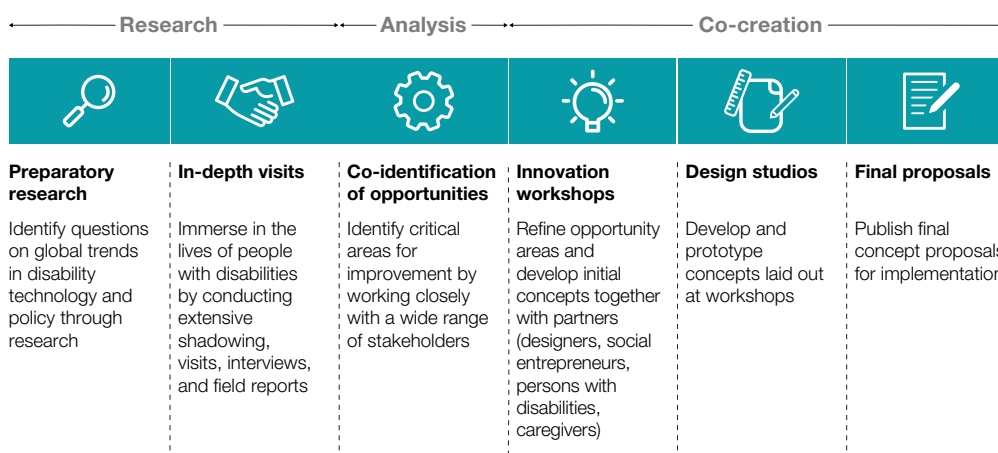 Research
Analysis
Co-creation
Preparatory
research
Identify questions
on global trends
in disability
technology and
policy through
research
In-depth visits
Immerse in the
lives of people
with disabilities
by conducting
extensive
shadowing,
visits, interviews,
and field reports
Co-identification
of opportunities
Identify critical
areas for
improvement by
working closely
with a wide range
of stakeholders
Innovation
workshops
Refine opportunity
areas and
develop initial
concepts together
with partners
(designers, social
entrepreneurs,
persons with
disabilities,
caregivers)
Design studios
Develop and
prototype
concepts laid out
at workshops
Final proposals
Publish final
concept proposals
for implementation